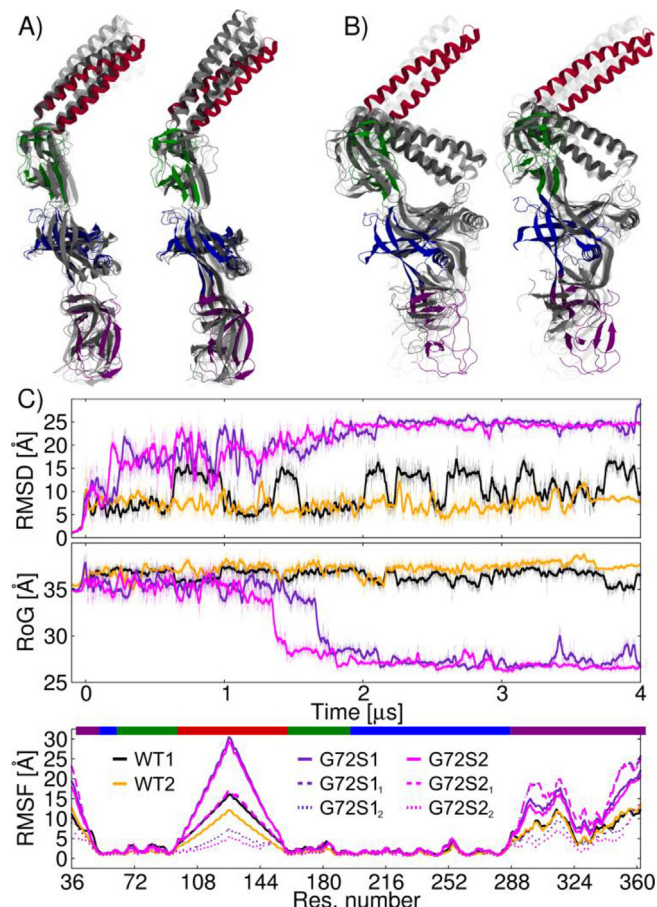 A) B)
C)
RMSD [Å]
25
20
15
10
5
0
RoG [Å]
35
30
25
0 1 2 3 4
Time [µs]
RMSF [Å]
30
25
20
15
10
5
0
WT1 G72S1 G72S2
WT2 G72S1₁ G72S2₁
G72S1₂ G72S2₂
36 72 108 144 180 216 252 288 324 360
Res. number